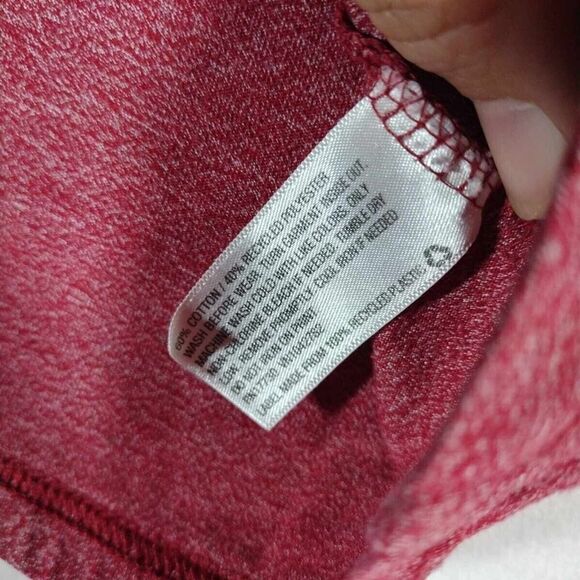 60% COTTON / 40% RECYCLED POLYESTER
WASH BEFORE WEAR. TURN GARMENT INSIDE OUT.
MACHINE WASH COLD WITH LIKE COLORS. ONLY
NON-CHLORINE BLEACH IF NEEDED. TUMBLE DRY
LOW. REMOVE PROMPTLY. COOL IRON IF NEEDED
DO NOT IRON ON PRINT
RN 17730
LABEL MADE FROM 100% RECYCLED PLASTIC